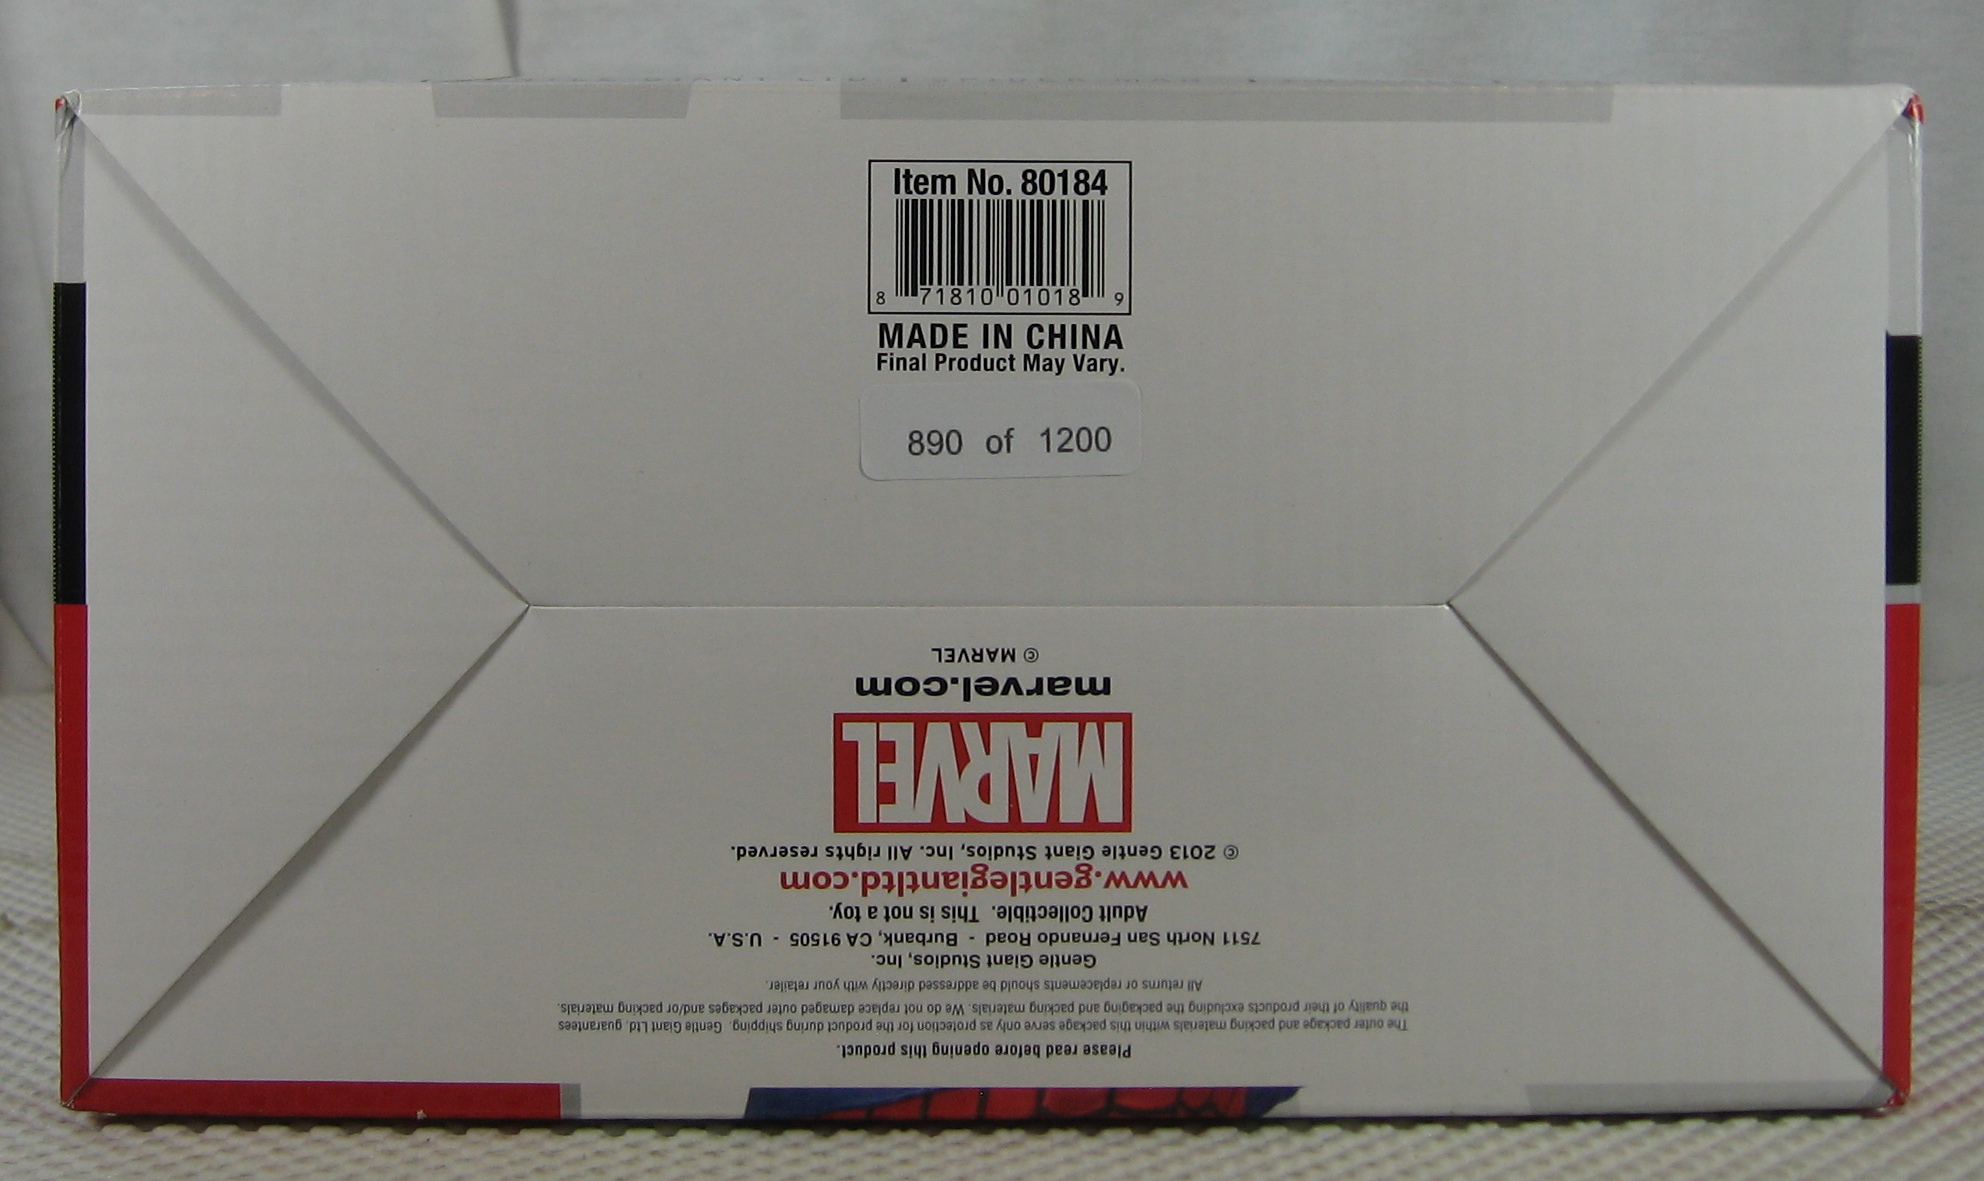 Item No. 80184
8 71810 01018 9
MADE IN CHINA
Final Product May Vary.
890 of 1200
Please read before opening this product.
The outer package and packing materials within this package serve only as protection for the product during shipping. Gentle Giant Ltd. guarantees
the quality of their products excluding the packaging and packing materials. We do not replace damaged outer packages and/or packing materials.
All returns or replacements should be addressed directly with your retailer.
Gentle Giant Studios, Inc.
7511 North San Fernando Road - Burbank, CA 91505 - U.S.A.
Adult Collectible. This is not a toy.
www.gentlegiantltd.com
© 2013 Gentle Giant Studios, Inc. All rights reserved.
MARVEL
marvel.com
© MARVEL